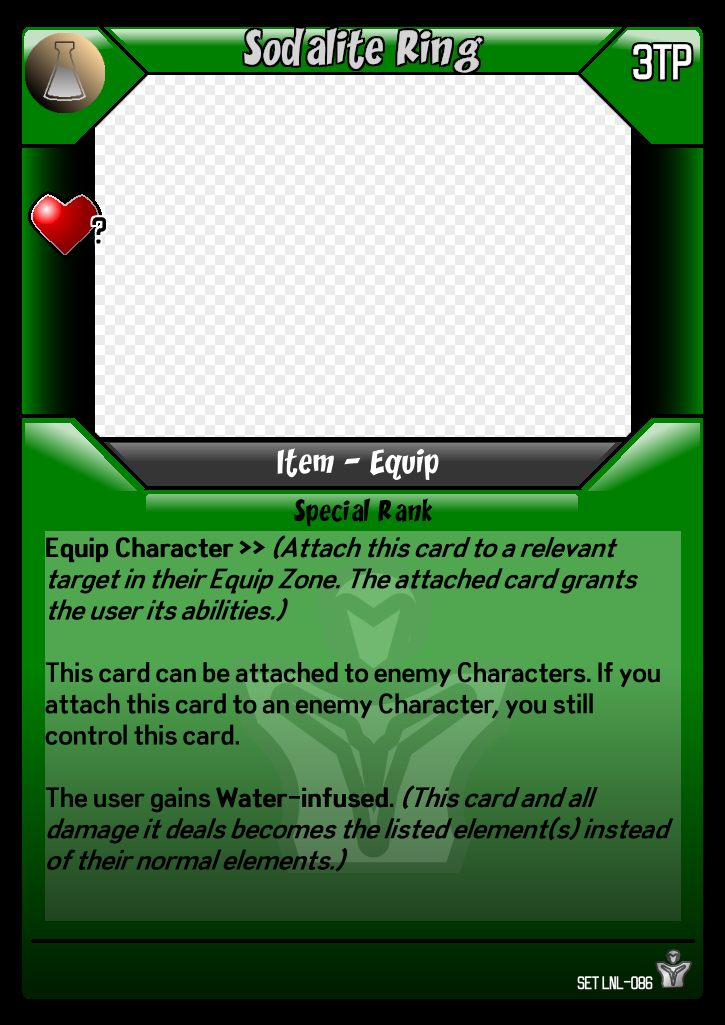 Sodalite Ring
3TP
?
Item - Equip
Special Rank
Equip Character >> (Attach this card to a relevant
target in their Equip Zone. The attached card grants
the user its abilities.)
This card can be attached to enemy Characters. If you
attach this card to an enemy Character, you still
control this card.
The user gains Water-infused. (This card and all
damage it deals becomes the listed element(s) instead
of their normal elements.)
SET LNL-086